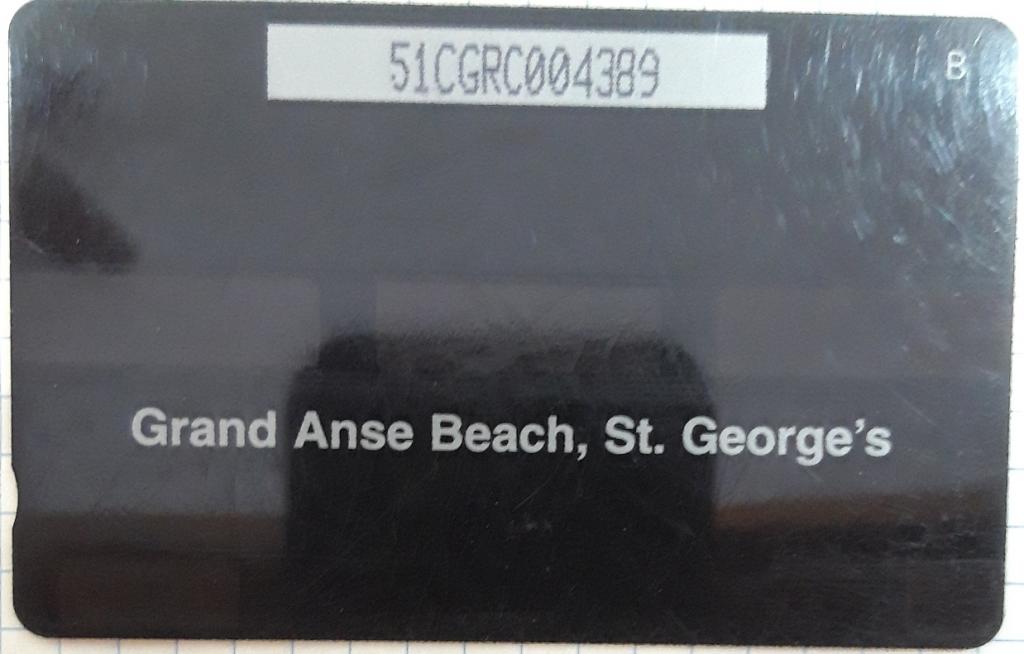 51CGRC004389
B
Grand Anse Beach, St. George's